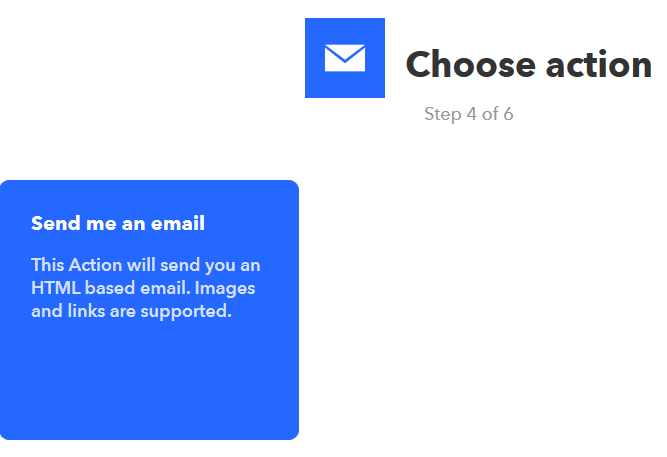 Choose action
Step 4 of 6
Send me an email
This Action will send you an
HTML based email. Images
and links are supported.